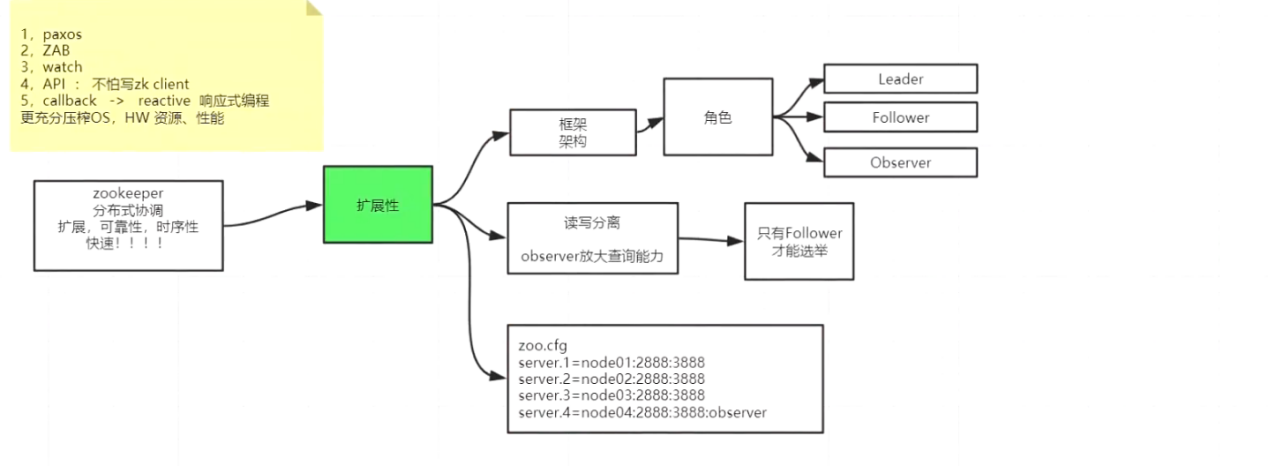 1，paxos
2，ZAB
3，watch
4，API ： 不怕写zk client
5，callback -> reactive 响应式编程
更充分压榨OS，HW 资源、性能
zookeeper
分布式协调
扩展，可靠性，时序性
快速！！！！
扩展性
框架
架构
角色
Leader
Follower
Observer
读写分离
observer放大查询能力
只有Follower
才能选举
zoo.cfg
server.1=node01:2888:3888
server.2=node02:2888:3888
server.3=node03:2888:3888
server.4=node04:2888:3888:observer